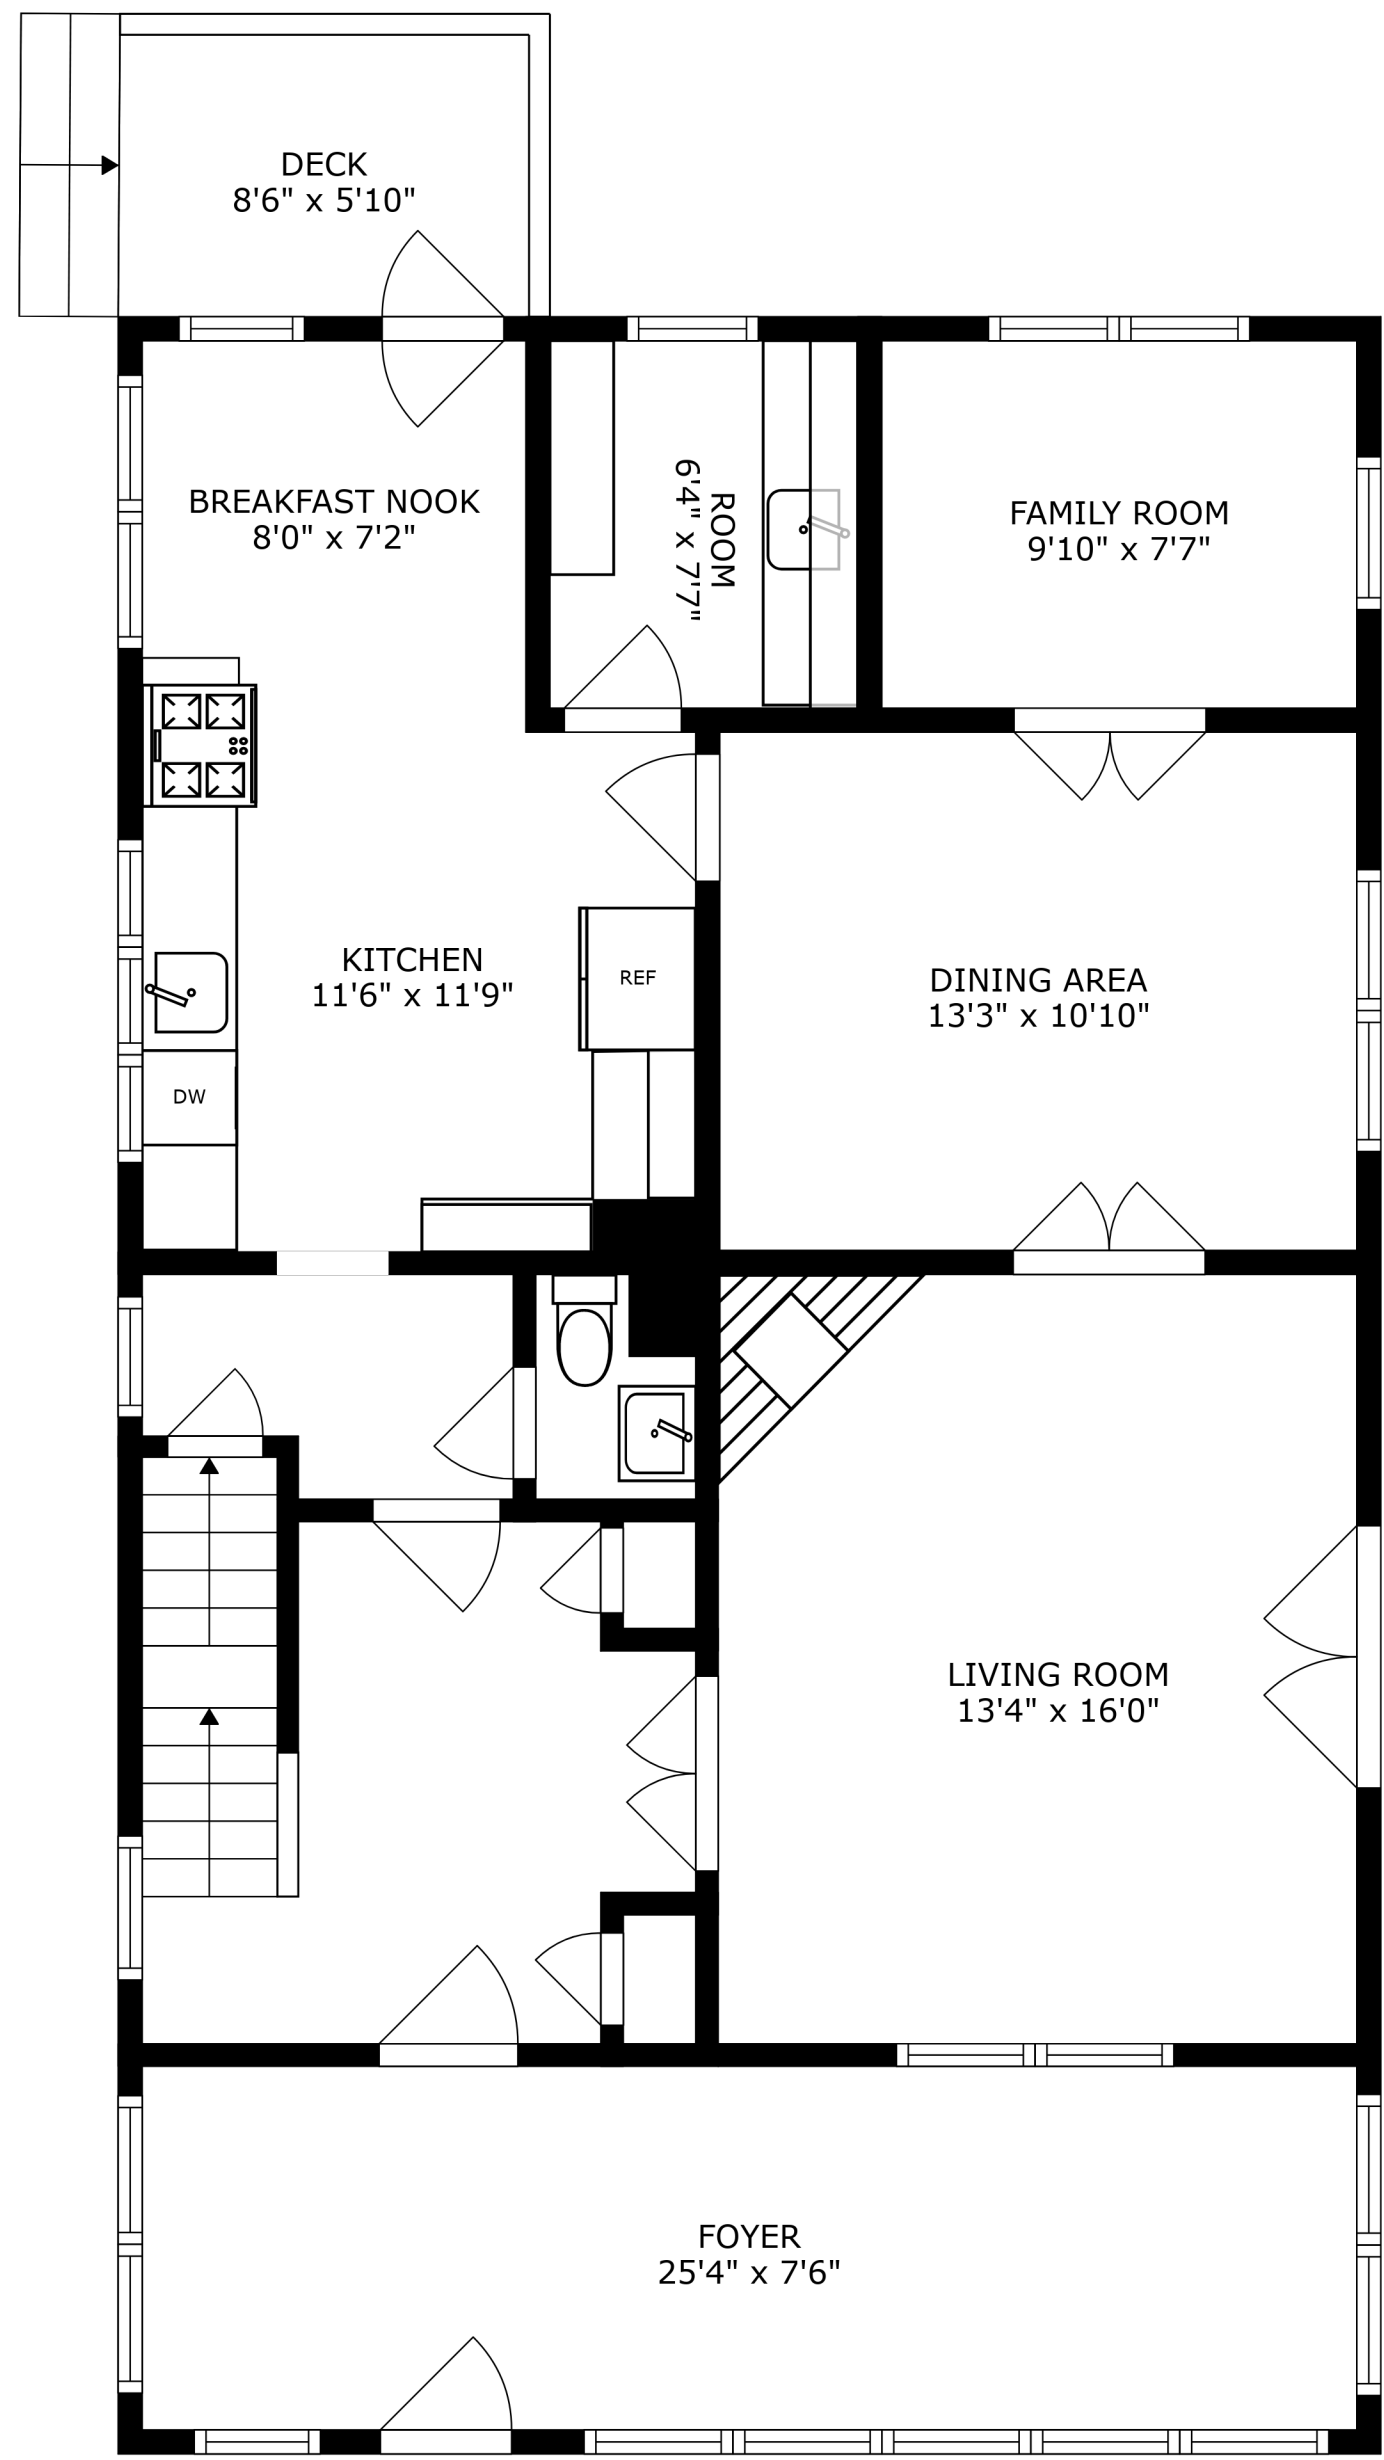 DECK
8'6" x 5'10"
BREAKFAST NOOK
8'0" x 7'2"
ROOM
6'4" x 7'7"
FAMILY ROOM
9'10" x 7'7"
KITCHEN
11'6" x 11'9"
REF
DINING AREA
13'3" x 10'10"
DW
LIVING ROOM
13'4" x 16'0"
FOYER
25'4" x 7'6"